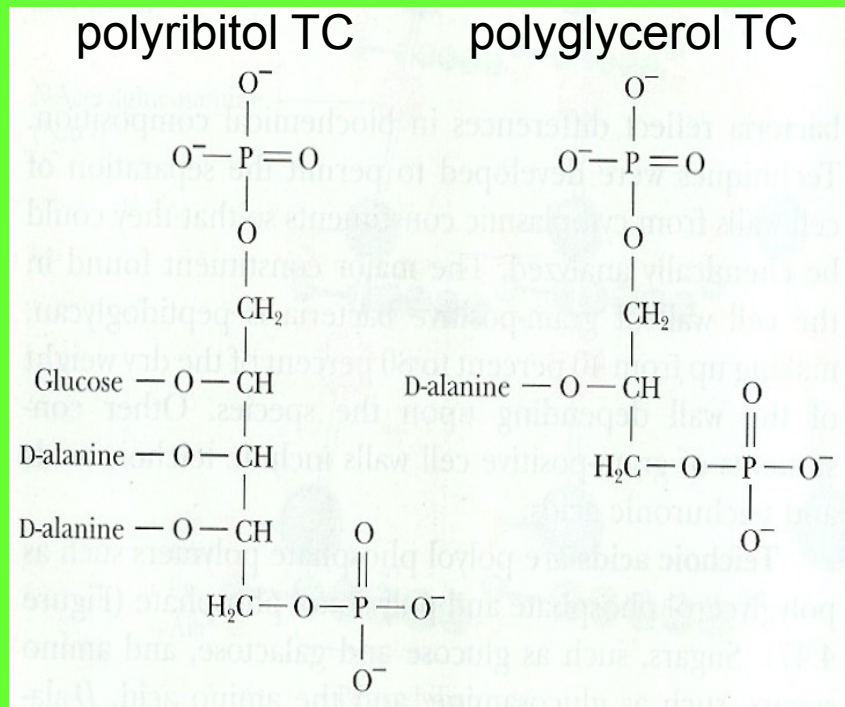 polyribitol TC
O⁻
O⁻—P=O
O
CH₂
Glucose — O — CH
D-alanine — O — CH
D-alanine — O — CH
O
H₂C — O — P — O⁻
O⁻
polyglycerol TC
O⁻
O⁻—P=O
O
CH₂
D-alanine — O — CH
O
H₂C — O — P — O⁻
O⁻